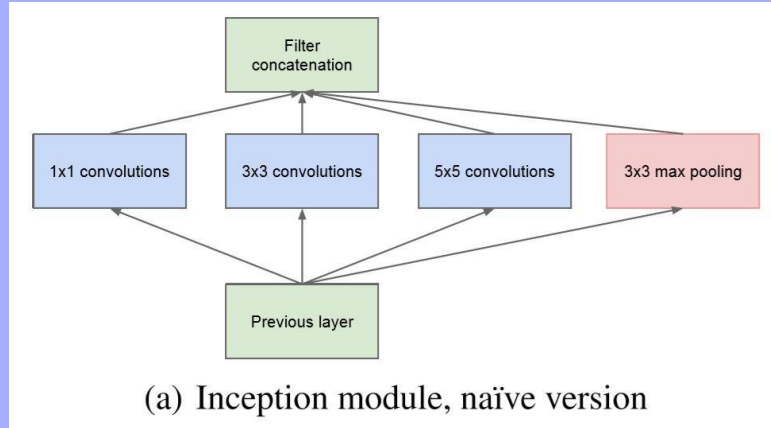 Filter
concatenation
1x1 convolutions
3x3 convolutions
5x5 convolutions
3x3 max pooling
Previous layer
(a) Inception module, naïve version